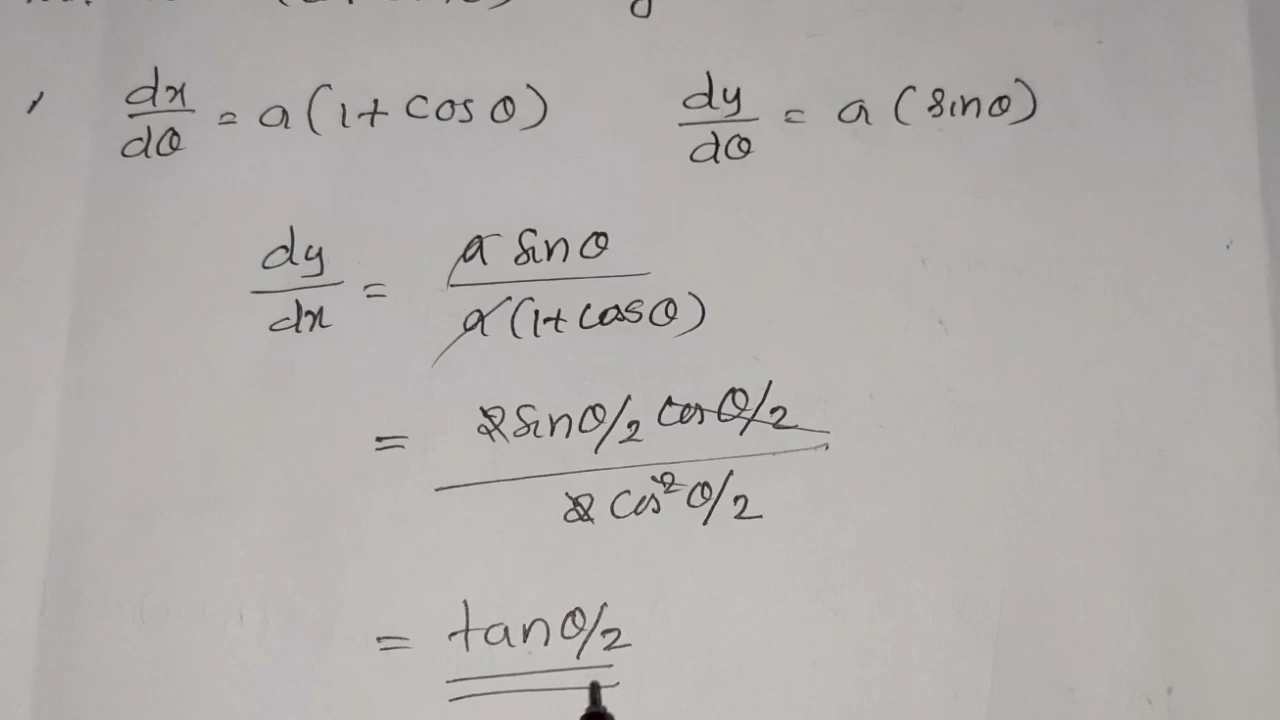 dx/dθ = a(1+cosθ) dy/dθ = a(sinθ)
dy/dx = a sinθ / a(1+cosθ)
= 2sinθ/2 cosθ/2 / 2cos²θ/2
= tanθ/2